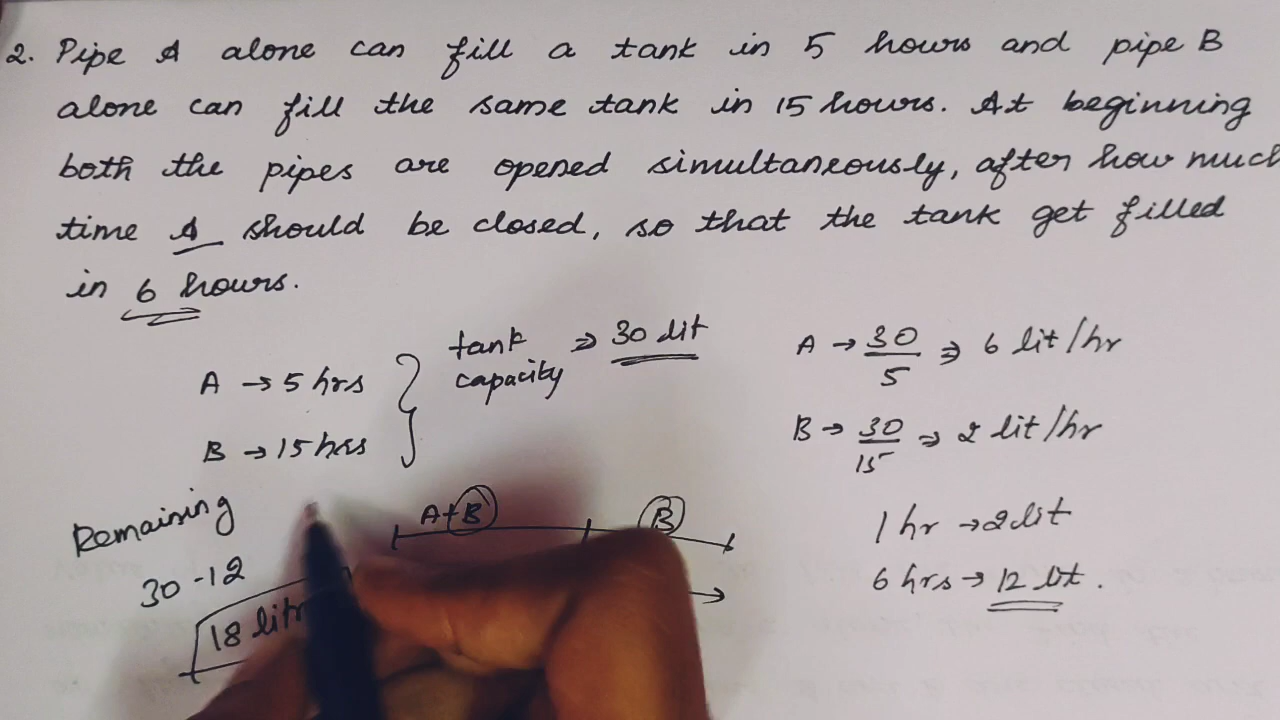 2. Pipe A alone can fill a tank in 5 hours and pipe B
alone can fill the same tank in 15 hours. At beginning
both the pipes are opened simultaneously, after how much
time A should be closed, so that the tank get filled
in 6 hours.
A → 5 hrs
B → 15 hrs
tank
capacity
⇒ 30 lit
A → 30/5 ⇒ 6 lit/hr
B → 30/15 ⇒ 2 lit/hr
1 hr → 2 lit
6 hrs → 12 lit.
A+B
B
Remaining
30 - 12
18